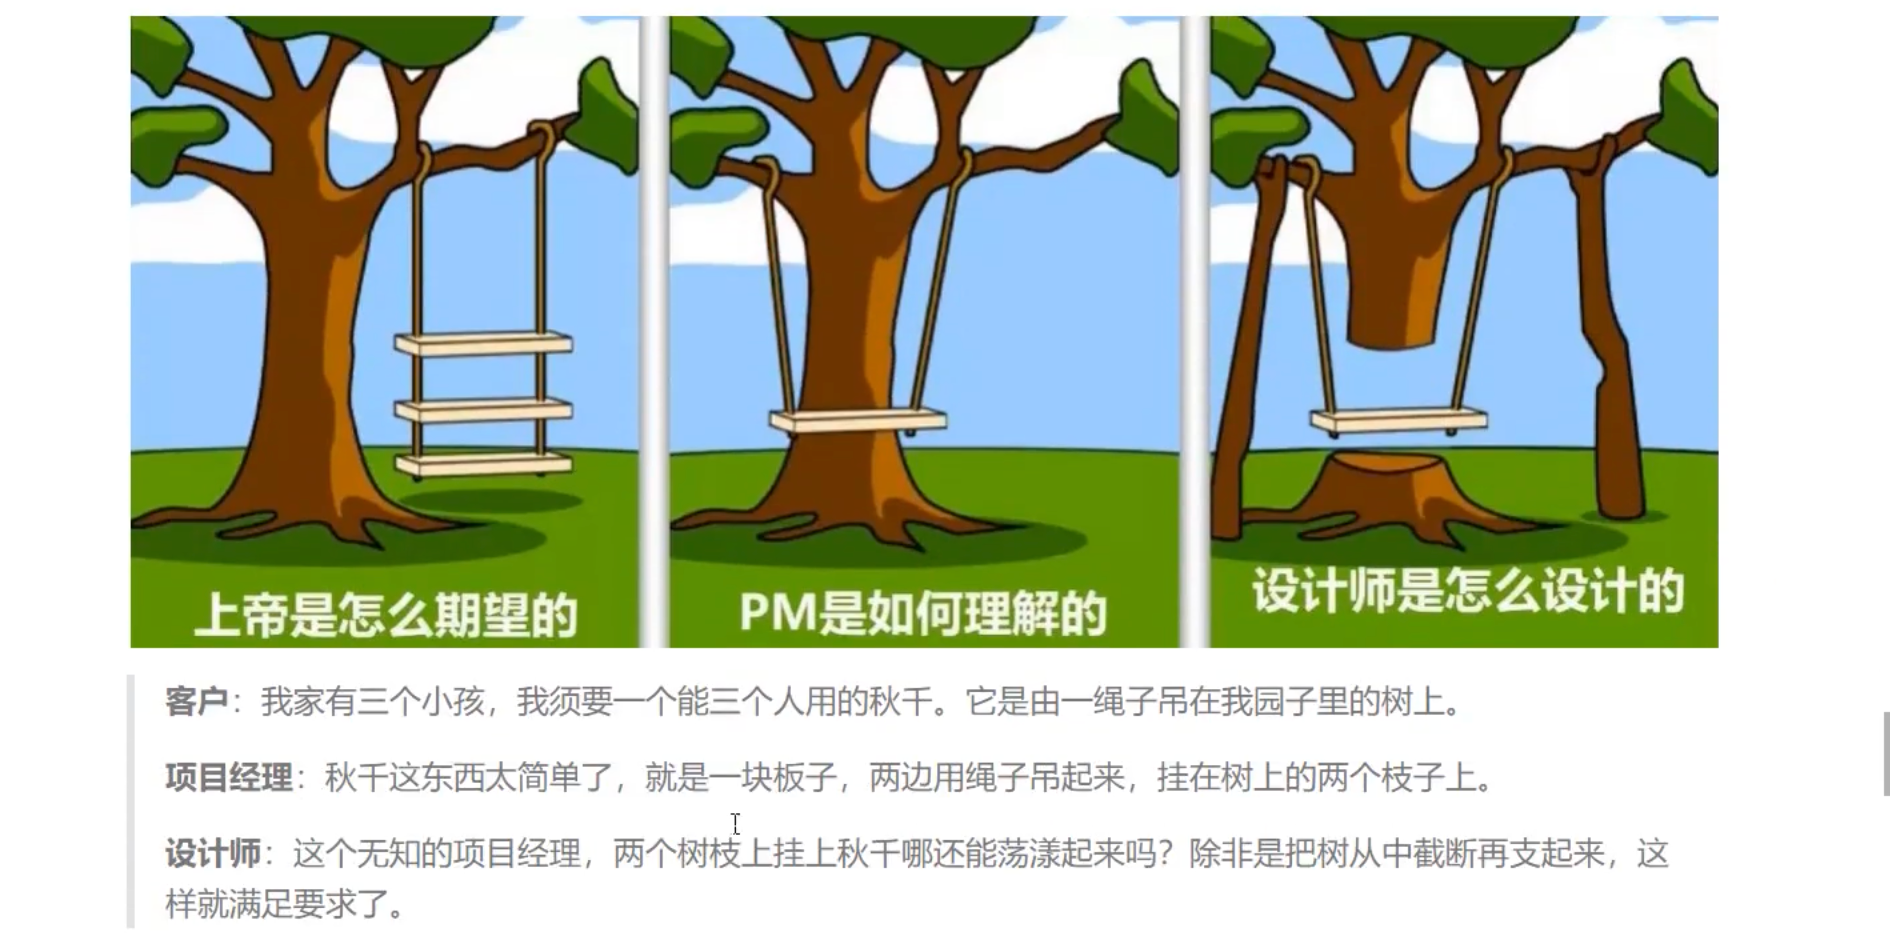 上帝是怎么期望的
PM是如何理解的
设计师是怎么设计的
客户：我家有三个小孩，我须要一个能三个人用的秋千。它是由一绳子吊在我园子里的树上。
项目经理：秋千这东西太简单了，就是一块板子，两边用绳子吊起来，挂在树上的两个枝子上。
设计师：这个无知的项目经理，两个树枝上挂上秋千哪还能荡漾起来吗？除非是把树从中截断再支起来，这
样就满足要求了。